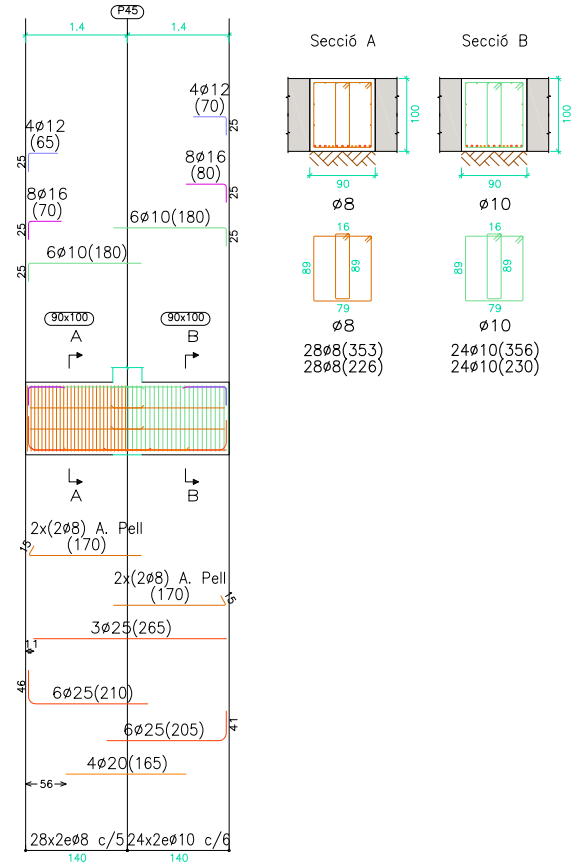 P45
1.4
1.4
Secció A
Secció B
4ø12
(70)
25
4ø12
(65)
25
100
100
8ø16
(80)
25
90
90
8ø16
(70)
25
ø8
ø10
6ø10(180)
25
16
16
6ø10(180)
25
89
89
89
89
79
79
90x100
90x100
ø8
ø10
A
B
28ø8(353)
24ø10(356)
28ø8(226)
24ø10(230)
A
B
2x(2ø8) A. Pell
(170)
15
2x(2ø8) A. Pell
(170)
15
3ø25(265)
11
46
6ø25(210)
41
6ø25(205)
4ø20(165)
56
28x2eø8 c/5
24x2eø10 c/6
140
140